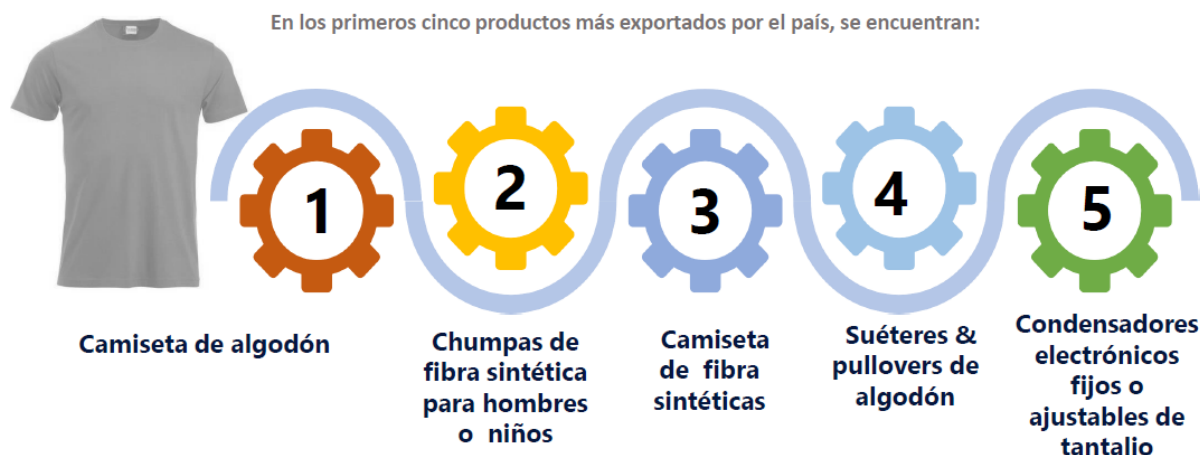 En los primeros cinco productos más exportados por el país, se encuentran:
1
2
3
4
5
Camiseta de algodón
Chumpas de
fibra sintética
para hombres
o niños
Camiseta
de fibra
sintéticas
Suéteres &
pullovers de
algodón
Condensadores
electrónicos
fijos o
ajustables de
tantalio